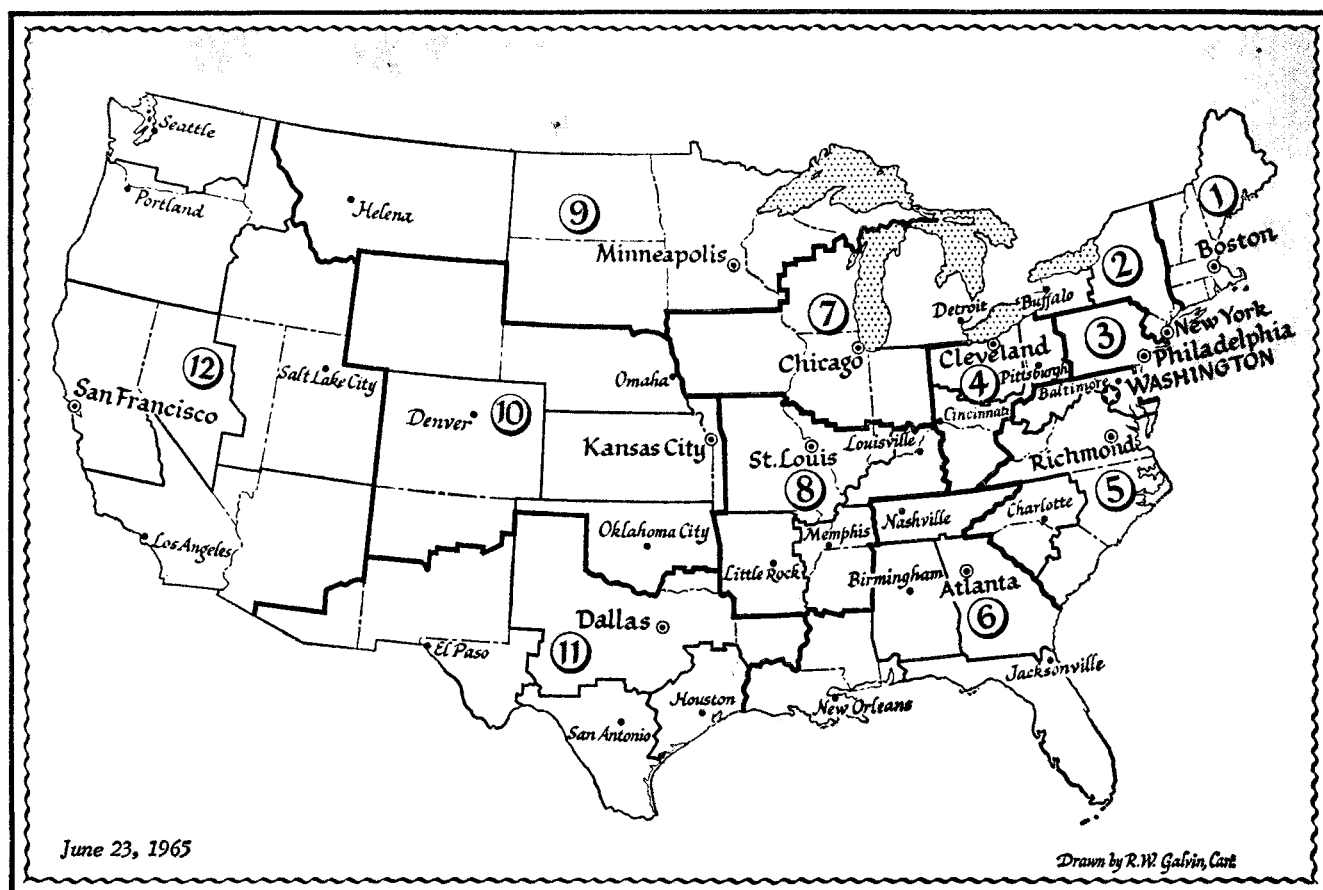 Seattle
Portland
Helena
9
Minneapolis
1
Boston
2
Buffalo
Detroit
7
Chicago
Cleveland
4
Pittsburgh
3
New York
Philadelphia
WASHINGTON
Baltimore
Cincinnati
12
Salt Lake City
San Francisco
Omaha
Denver
10
Kansas City
St. Louis
8
Louisville
Richmond
5
Los Angeles
Oklahoma City
Little Rock
Memphis
Nashville
Charlotte
Birmingham
Atlanta
6
Dallas
11
El Paso
Houston
San Antonio
New Orleans
Jacksonville
June 23, 1965
Drawn by R.W. Galvin, Cart.